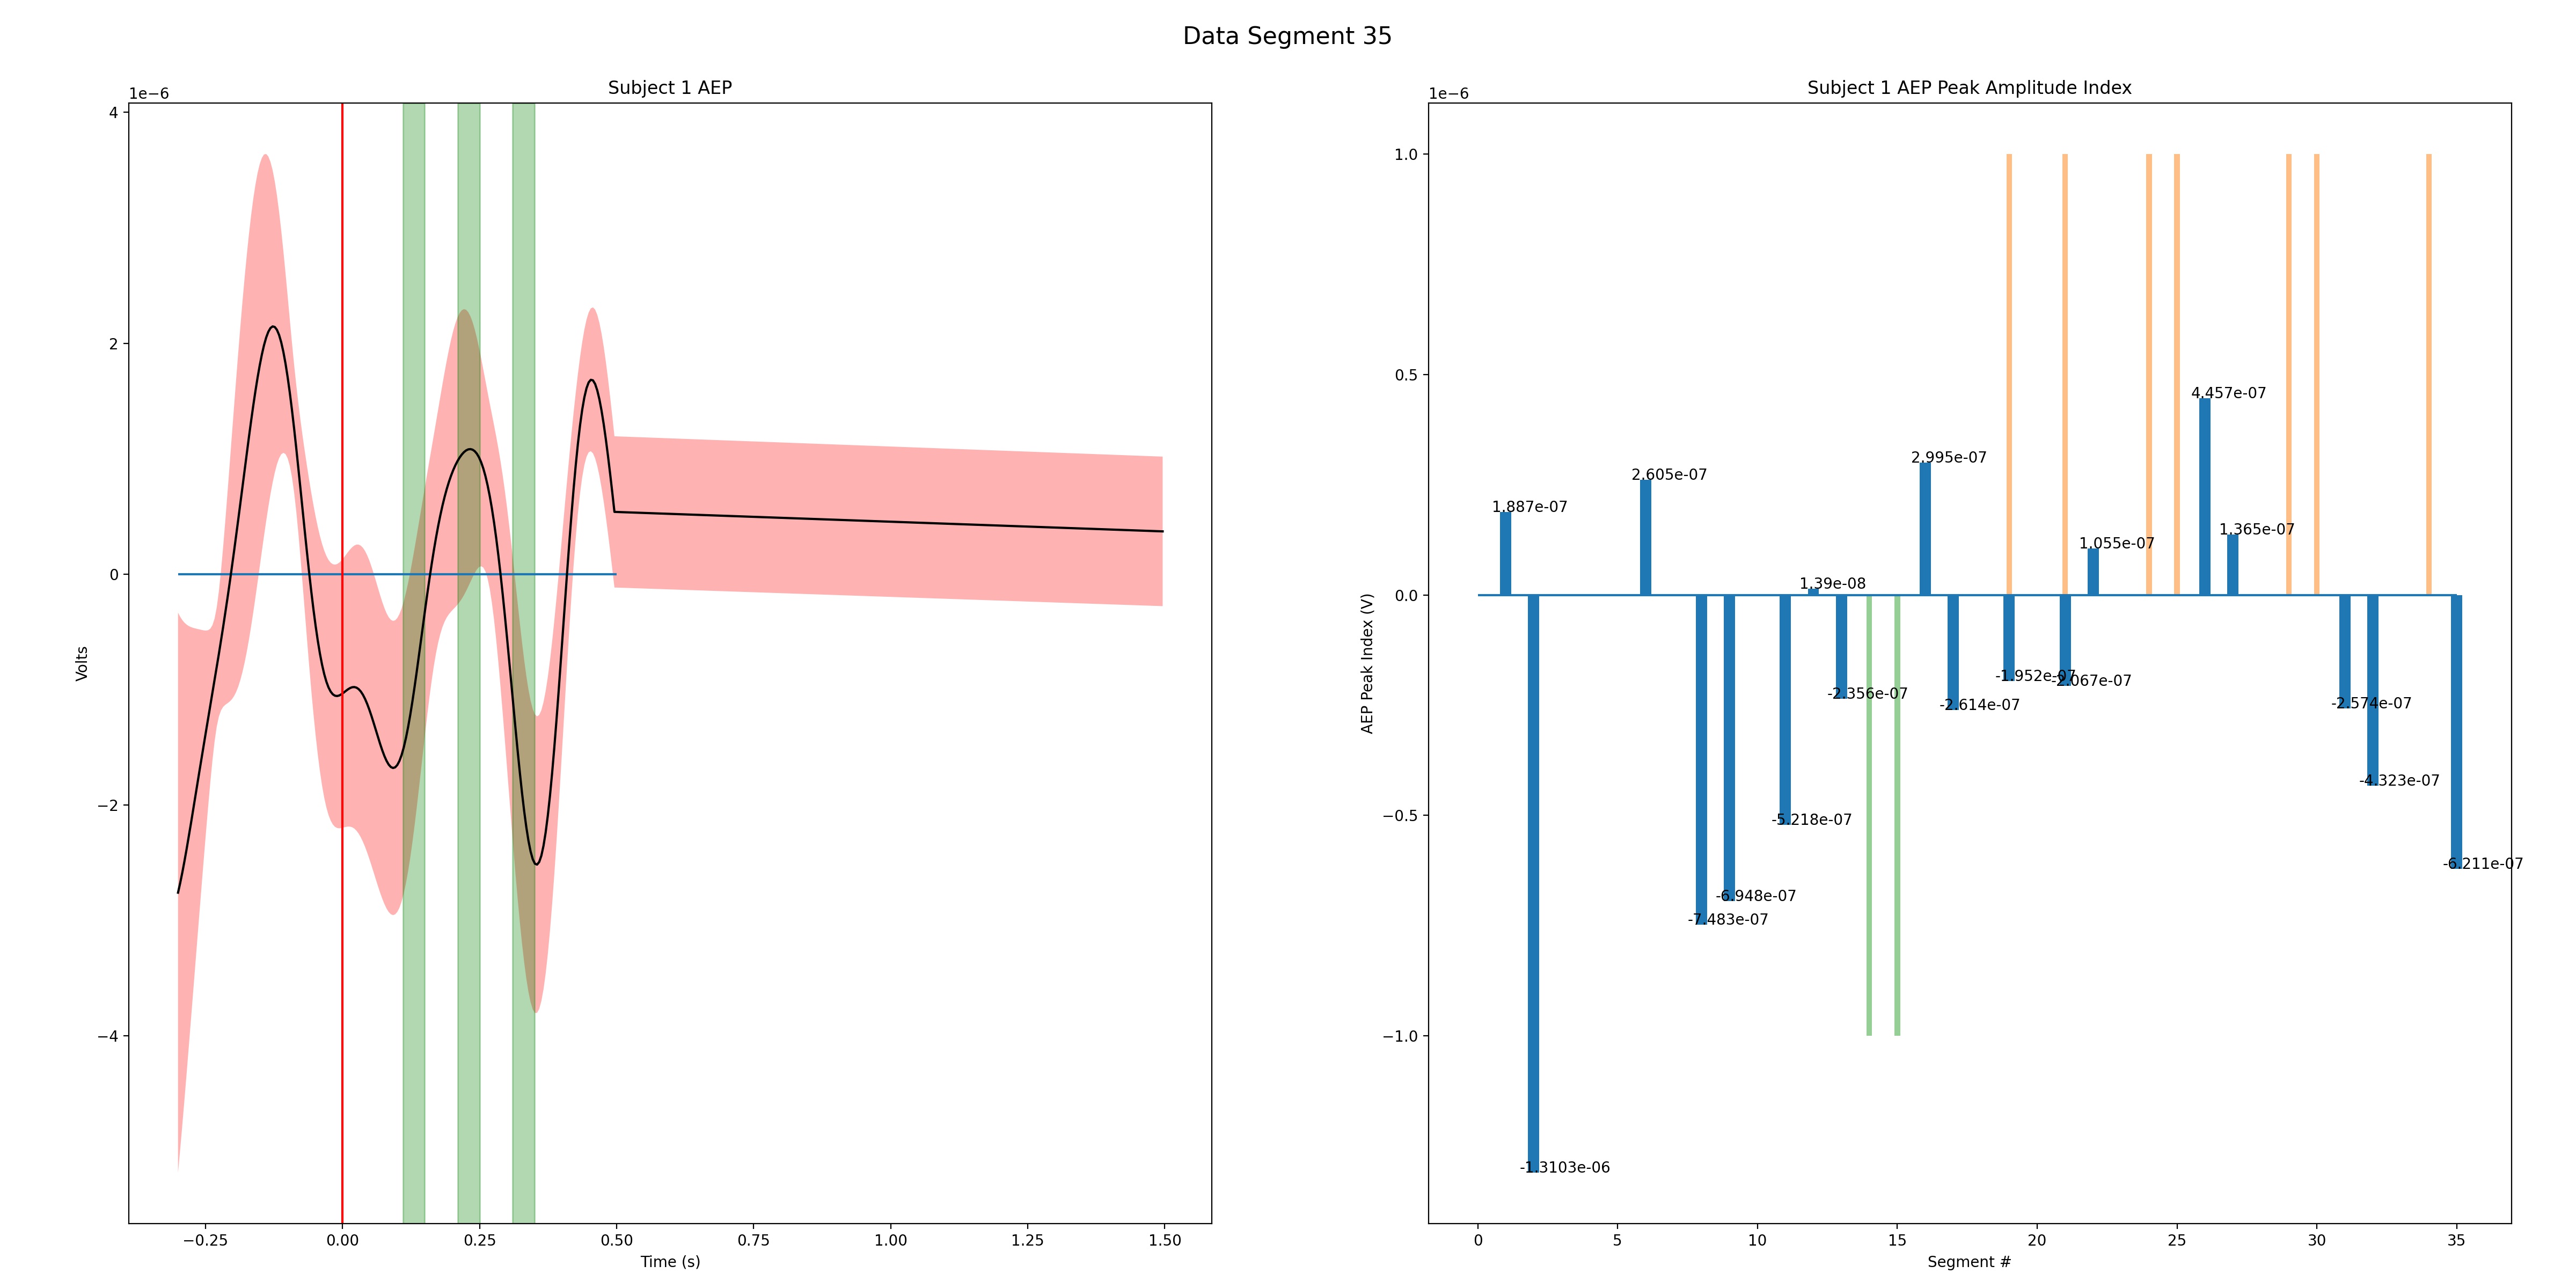 Data Segment 35
Subject 1 AEP
1e−6
4
2
0
−2
−4
Volts
−0.25 0.00 0.25 0.50 0.75 1.00 1.25 1.50
Time (s)
Subject 1 AEP Peak Amplitude Index
1e−6
1.0
0.5
0.0
−0.5
−1.0
AEP Peak Index (V)
1.887e-07
-1.3103e-06
2.605e-07
-7.483e-07
-6.948e-07
-5.218e-07
1.39e-08
-2.356e-07
2.995e-07
-2.614e-07
-1.952e-07
-2.067e-07
1.055e-07
4.457e-07
1.365e-07
-2.574e-07
-4.323e-07
-6.211e-07
0 5 10 15 20 25 30 35
Segment #